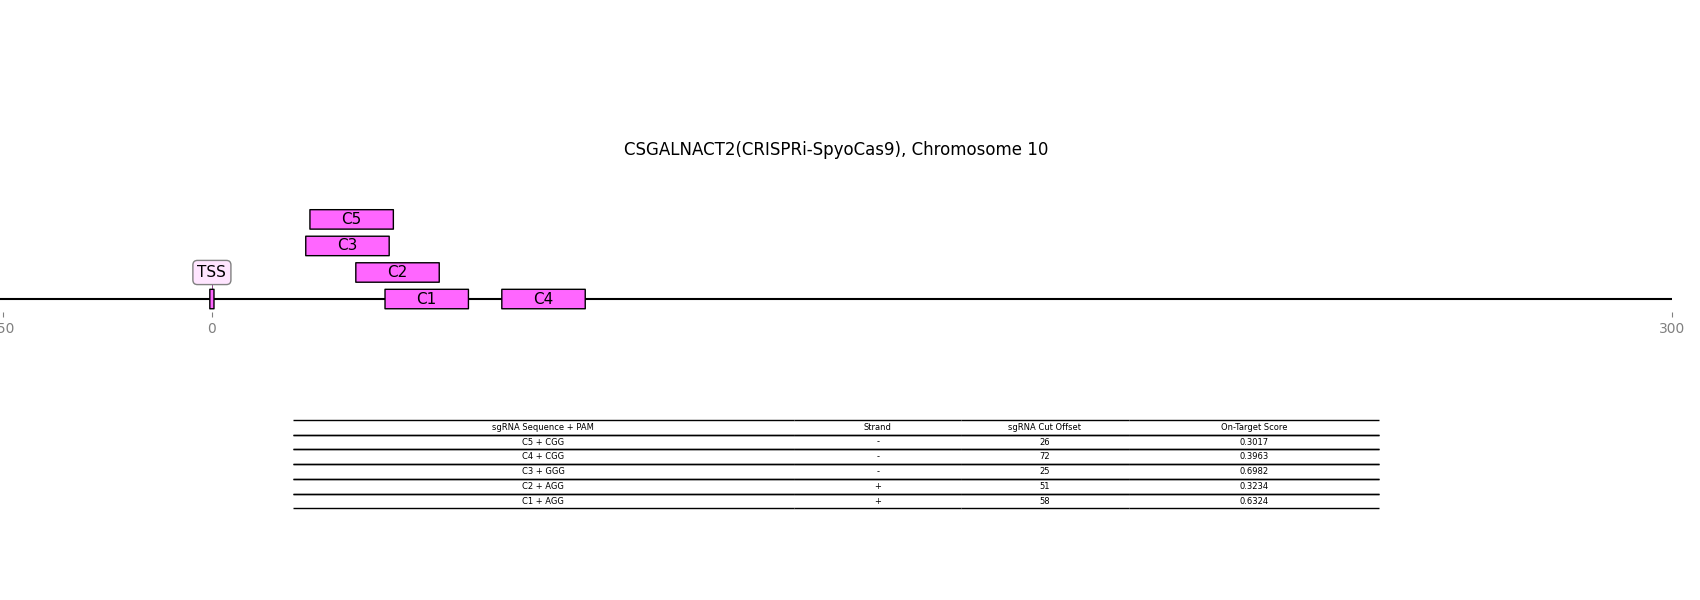 CSGALNACT2(CRISPRi-SpyoCas9), Chromosome 10
C5
C3
TSS C2
C1 C4
50 0 300
sgRNA Sequence + PAM Strand sgRNA Cut Offset On-Target Score
C5 + CGG - 26 0.3017
C4 + CGG - 72 0.3963
C3 + GGG - 25 0.6982
C2 + AGG + 51 0.3234
C1 + AGG + 58 0.6324